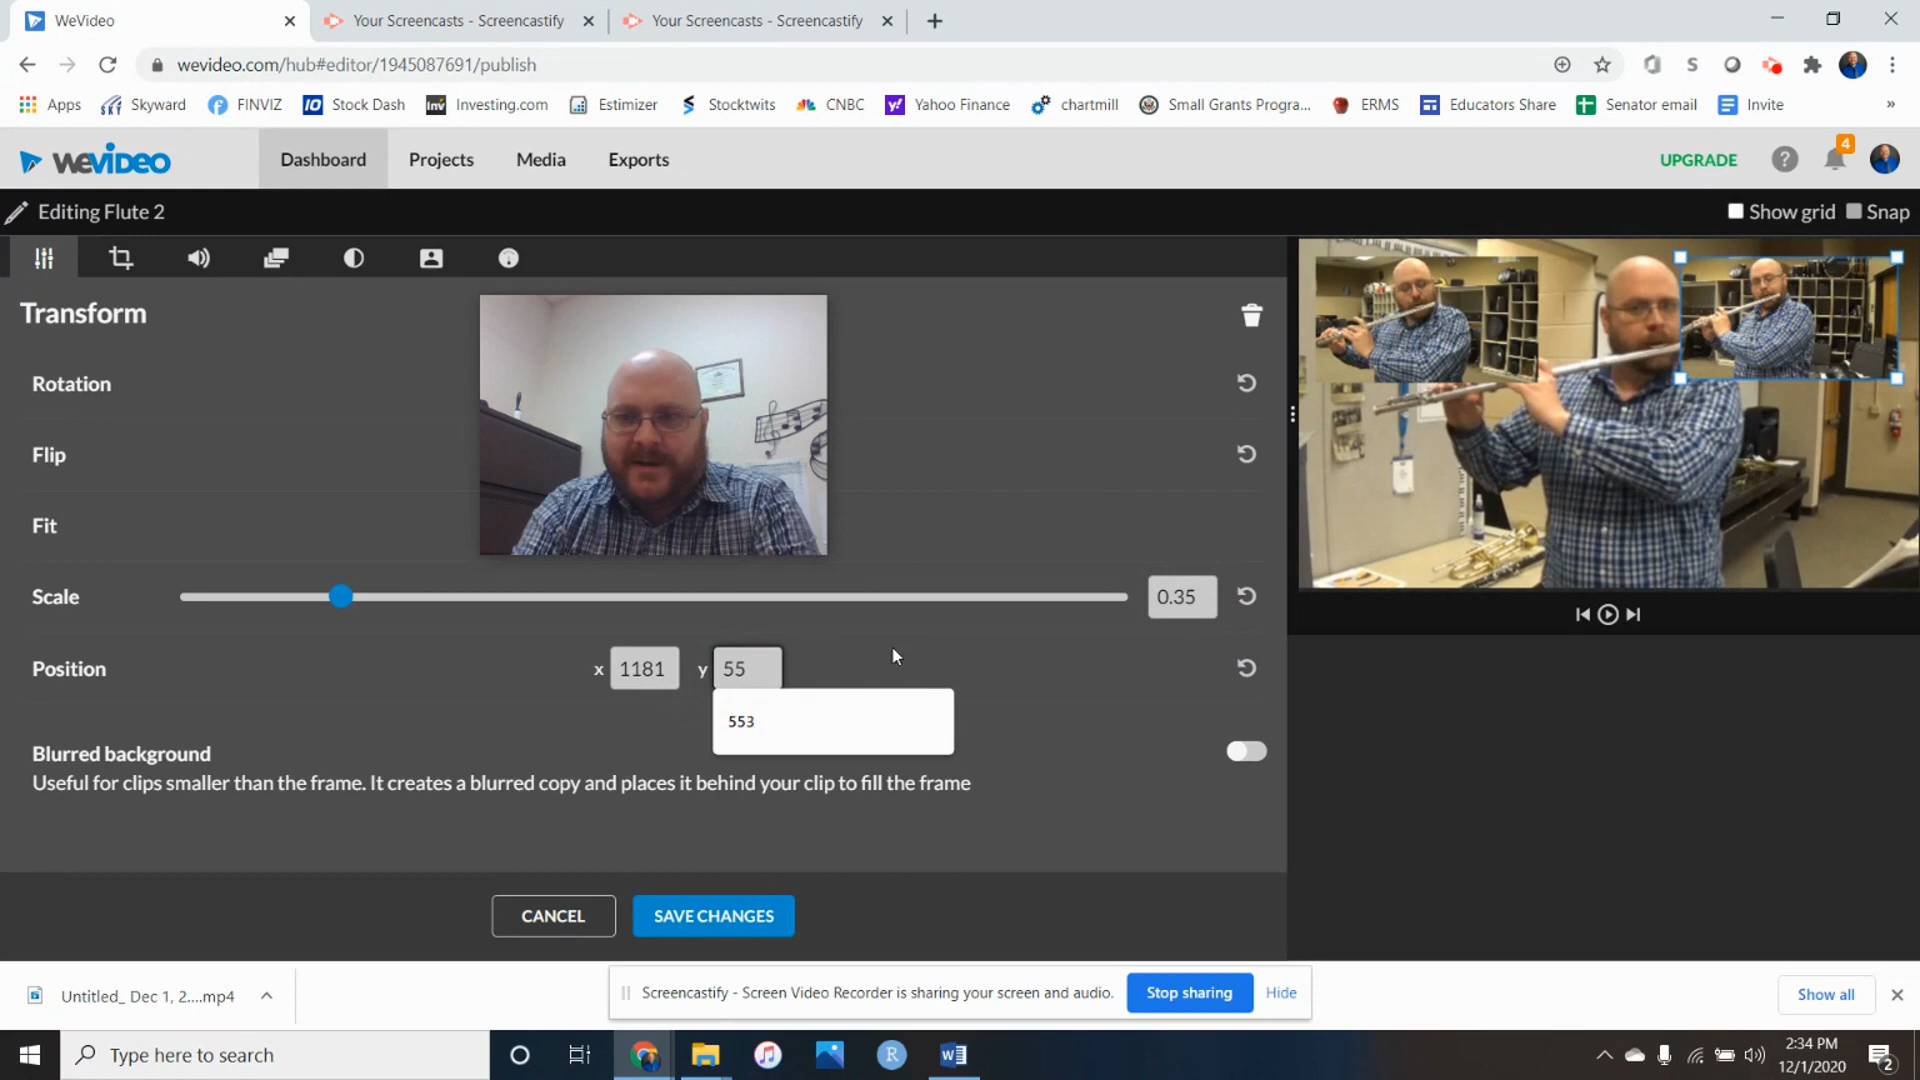 WeVideo
Your Screencasts - Screencastify
Your Screencasts - Screencastify
wevideo.com/hub#editor/1945087691/publish
Apps
Skyward
FINVIZ
Stock Dash
Investing.com
Estimizer
Stocktwits
CNBC
Yahoo Finance
chartmill
Small Grants Progra...
ERMS
Educators Share
Senator email
Invite
»
WEVIDEO
Dashboard
Projects
Media
Exports
UPGRADE
4
Editing Flute 2
Show grid
Snap
Transform
Rotation
Flip
Fit
Scale
0.35
Position
x 1181 y 55
553
Blurred background
Useful for clips smaller than the frame. It creates a blurred copy and places it behind your clip to fill the frame
CANCEL
SAVE CHANGES
Untitled_ Dec 1, 2....mp4
Screencastify - Screen Video Recorder is sharing your screen and audio.
Stop sharing
Hide
Show all
Type here to search
2:34 PM
12/1/2020
2